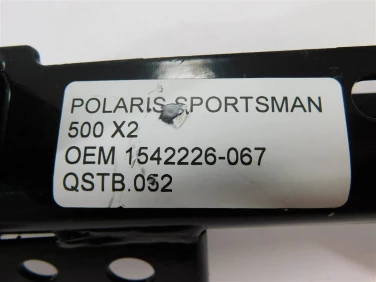 POLARIS SPORTSMAN
500 X2
OEM 1542226-067
QSTB.032